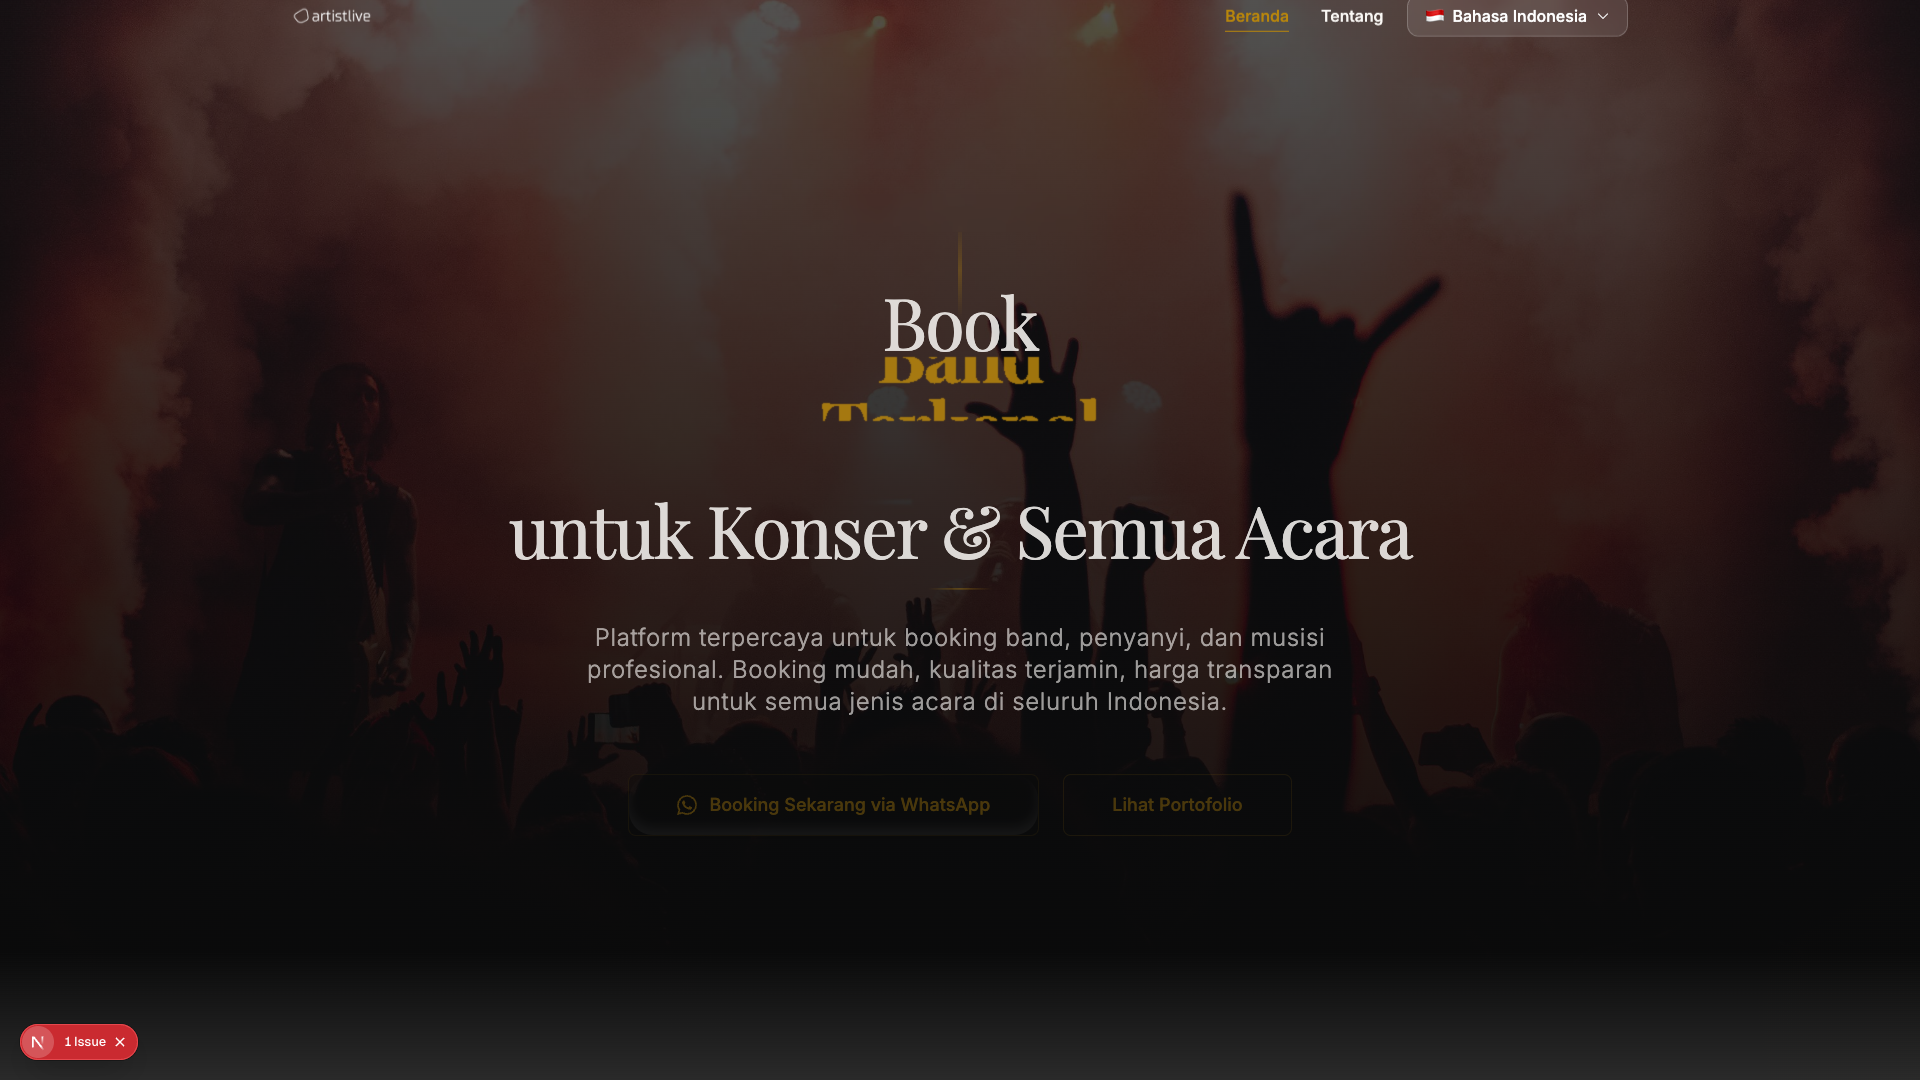 artistlive
Beranda
Tentang
Bahasa Indonesia
Book
Band
Terkenal
untuk Konser & Semua Acara
Platform terpercaya untuk booking band, penyanyi, dan musisi
profesional. Booking mudah, kualitas terjamin, harga transparan
untuk semua jenis acara di seluruh Indonesia.
Booking Sekarang via WhatsApp
Lihat Portofolio
N
1 Issue